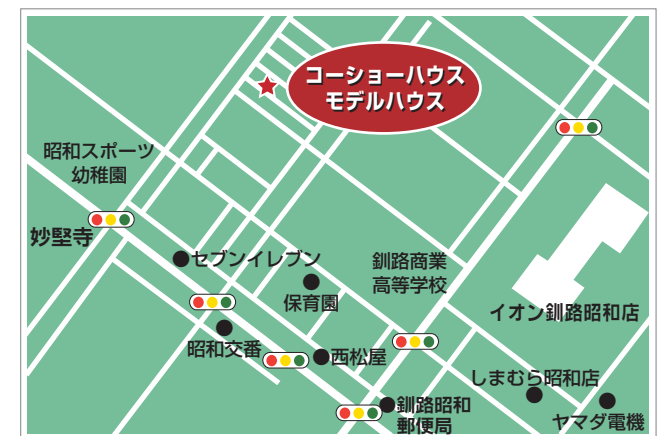 コーショーハウス
モデルハウス
昭和スポーツ
幼稚園
妙堅寺
セブンイレブン
保育園
釧路商業
高等学校
イオン釧路昭和店
昭和交番
西松屋
しまむら昭和店
釧路昭和
郵便局
ヤマダ電機